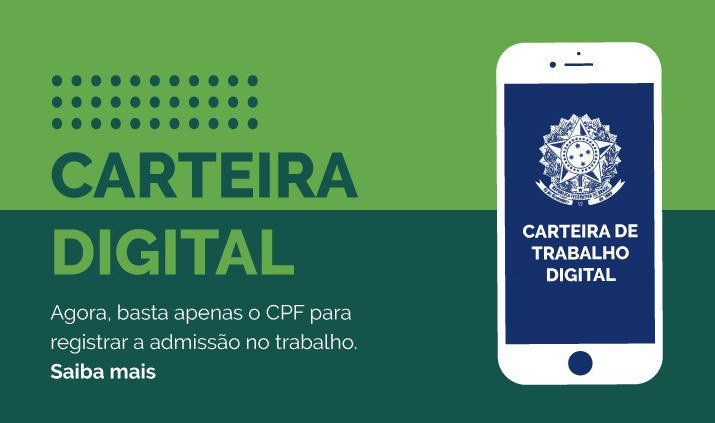 CARTEIRA
DIGITAL
Agora, basta apenas o CPF para
registrar a admissão no trabalho.
Saiba mais
CARTEIRA DE
TRABALHO
DIGITAL